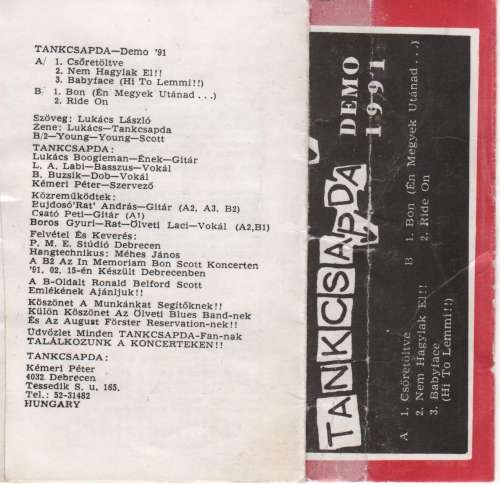 TANKCSAPDA—Demo '91
A/ 1. Csőretöltve
2. Nem Hagylak El!!
3. Babyface (Hi To Lemmi!!)
B/ 1. Bon (Én Megyek Utánad...)
2. Ride On
Szöveg: Lukács László
Zene: Lukács—Tankcsapda
B/2—Young—Young—Scott
TANKCSAPDA:
Lukács Boogieman—Ének—Gitár
L. A. Labi—Basszus—Vokál
B. Buzsik—Dob—Vokál
Kémeri Péter—Szervező
Közreműködtek:
Bujdosó'Rat' András—Gitár (A2, A3, B2)
Csató Peti—Gitár (A1)
Boros Gyuri—Rat—Ölveti Laci—Vokál (A2,B1)
Felvétel És Keverés:
P. M. E. Stúdió Debrecen
Hangtechnikus: Méhes János
A B2 Az In Memoriam Bon Scott Koncerten
'91. 02. 15-én Készült Debrecenben
A B-Oldalt Ronald Belford Scott
Emlékének Ajánljuk!!
Köszönet A Munkánkat Segítőknek!!
Külön Köszönet Az Ölveti Blues Band-nek
És Az August Förster Reservation-nek!!
Üdvözlet Minden TANKCSAPDA-Fan-nak
TALÁLKOZUNK A KONCERTEKEN!!
TANKCSAPDA:
Kémeri Péter
4032 Debrecen
Tessedik S. u. 165.
Tel.: 52-31482
HUNGARY
TANKCSAPDA
DEMO
1991
A 1. Csőretöltve
2. Nem Hagylak El!!
3. Babyface
(Hi To Lemmi!!)
B 1. Bon (Én Megyek Utánad...)
2. Ride On